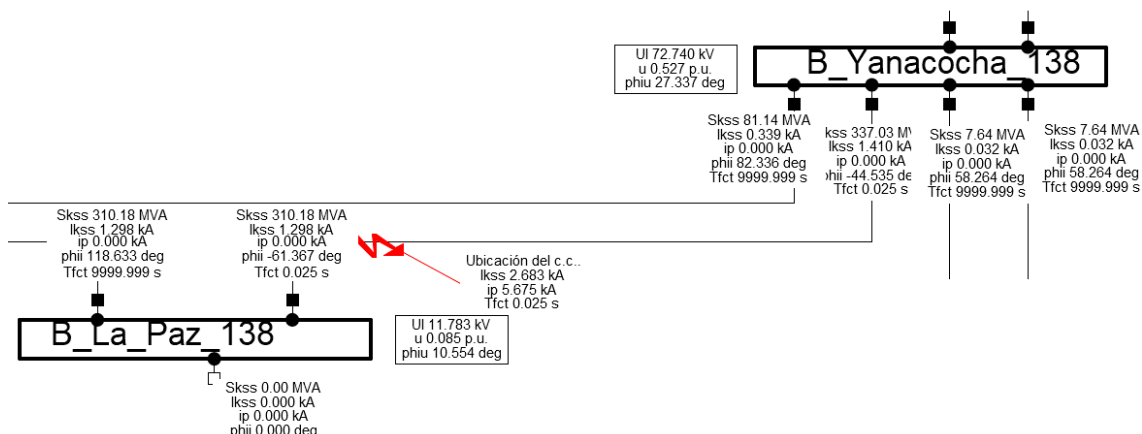 Ul 72.740 kV
u 0.527 p.u.
phiu 27.337 deg
B_Yanacocha_138
Skss 81.14 MVA
Ikss 0.339 kA
ip 0.000 kA
phii 82.336 deg
Tfct 9999.999 s
kss 337.03 M
Ikss 1.410 kA
ip 0.000 kA
phii -44.535 de
Tfct 0.025 s
Skss 7.64 MVA
Ikss 0.032 kA
ip 0.000 kA
phii 58.264 deg
Tfct 9999.999 s
Skss 7.64 MVA
Ikss 0.032 kA
ip 0.000 kA
phii 58.264 deg
Tfct 9999.999 s
Skss 310.18 MVA
Ikss 1.298 kA
ip 0.000 kA
phii 118.633 deg
Tfct 9999.999 s
Skss 310.18 MVA
Ikss 1.298 kA
ip 0.000 kA
phii -61.367 deg
Tfct 0.025 s
Ubicación del c.c..
Ikss 2.683 kA
ip 5.675 kA
Tfct 0.025 s
B_La_Paz_138
Ul 11.783 kV
u 0.085 p.u.
phiu 10.554 deg
Skss 0.00 MVA
Ikss 0.000 kA
ip 0.000 kA
phii 0.000 deg